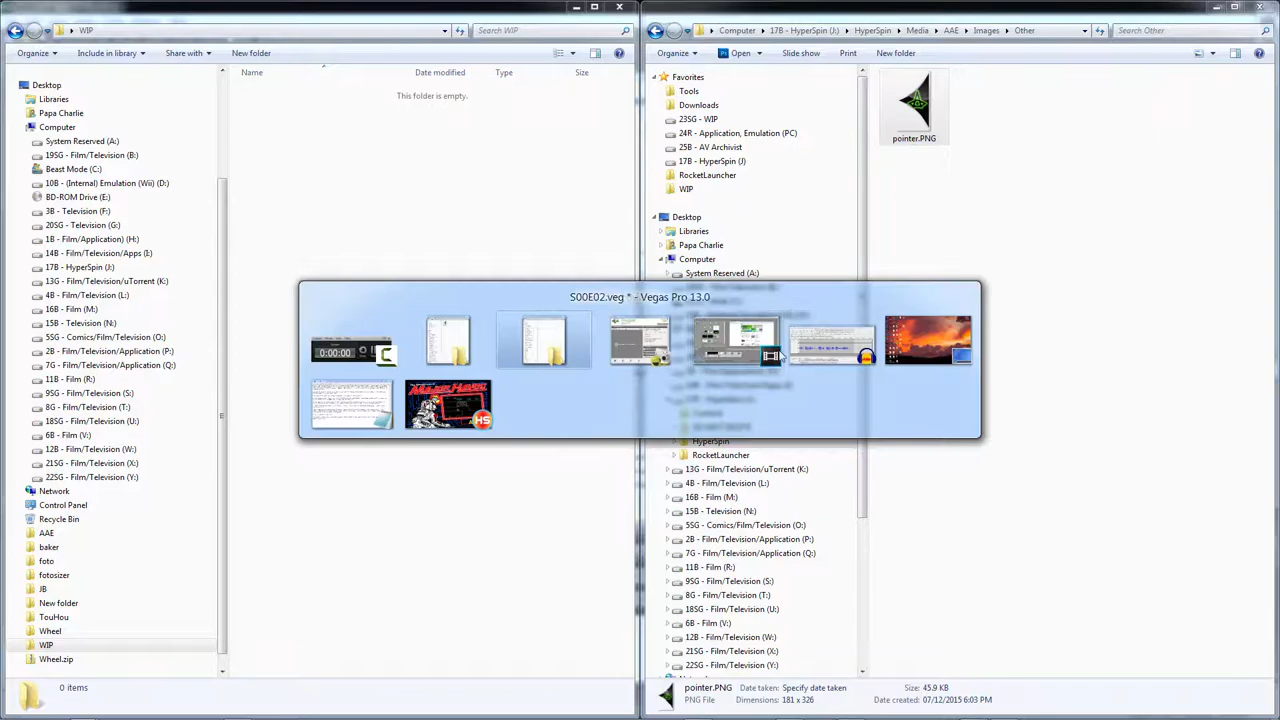 WIP
Search WIP
Organize Include in library Share with New folder
Name Date modified Type Size
This folder is empty.
Desktop
Libraries
Papa Charlie
Computer
System Reserved (A:)
19SG - Film/Television (B:)
Beast Mode (C:)
10B - (Internal) Emulation (Wii) (D:)
BD-ROM Drive (E:)
3B - Television (F:)
20SG - Television (G:)
1B - Film/Application) (H:)
14B - Film/Television/Apps (I:)
17B - HyperSpin (J:)
13G - Film/Television/uTorrent (K:)
4B - Film/Television (L:)
16B - Film (M:)
15B - Television (N:)
5SG - Comics/Film/Television (O:)
2B - Film/Television/Application (P:)
7G - Film/Television/Application (Q:)
11B - Film (R:)
9SG - Film/Television (S:)
8G - Film/Television (T:)
18SG - Film/Television (U:)
6B - Film (V:)
12B - Film/Television (W:)
21SG - Film/Television (X:)
22SG - Film/Television (Y:)
Network
Control Panel
Recycle Bin
AAE
baker
foto
fotosizer
JB
New folder
TouHou
Wheel
WIP
Wheel.zip
0 items
Computer 17B - HyperSpin (J:) HyperSpin Media AAE Images Other
Search Other
Organize Open Slide show Print New folder
Favorites
Tools
Downloads
23SG - WIP
24R - Application, Emulation (PC)
25B - AV Archivist
17B - HyperSpin (J)
RocketLauncher
WIP
Desktop
Libraries
Papa Charlie
Computer
System Reserved (A:)
HyperSpin
RocketLauncher
13G - Film/Television/uTorrent (K:)
4B - Film/Television (L:)
16B - Film (M:)
15B - Television (N:)
5SG - Comics/Film/Television (O:)
2B - Film/Television/Application (P:)
7G - Film/Television/Application (Q:)
11B - Film (R:)
9SG - Film/Television (S:)
8G - Film/Television (T:)
18SG - Film/Television (U:)
6B - Film (V:)
12B - Film/Television (W:)
21SG - Film/Television (X:)
22SG - Film/Television (Y:)
pointer.PNG
S00E02.veg * - Vegas Pro 13.0
0:00:00
HS
pointer.PNG Date taken: Specify date taken Size: 45.9 KB
PNG File Dimensions: 181 x 326 Date created: 07/12/2015 6:03 PM